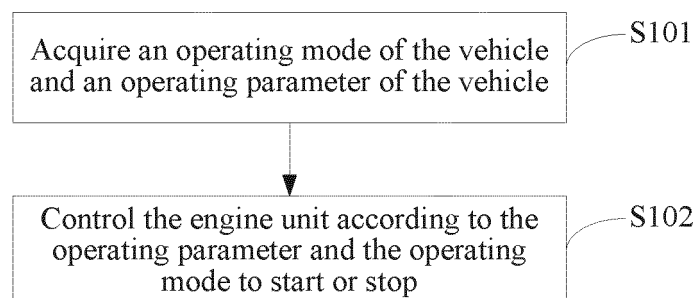 Acquire an operating mode of the vehicle
and an operating parameter of the vehicle
S101
Control the engine unit according to the
operating parameter and the operating
mode to start or stop
S102